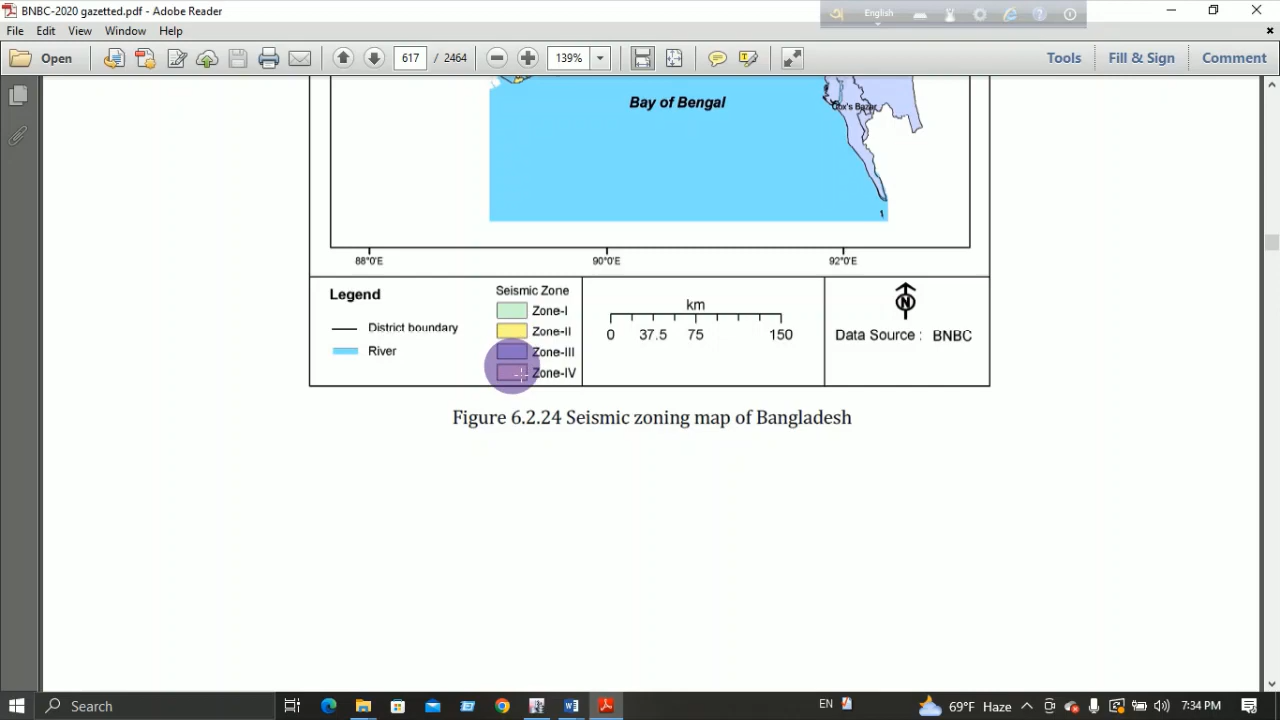 BNBC-2020 gazetted.pdf - Adobe Reader
English
File Edit View Window Help
Open 617 / 2464 139% Tools Fill & Sign Comment
Bay of Bengal
Cox's Bazar
88°0'E 90°0'E 92°0'E
Legend
District boundary
River
Seismic Zone
Zone-I
Zone-II
Zone-III
Zone-IV
km
0 37.5 75 150
N
Data Source : BNBC
Figure 6.2.24 Seismic zoning map of Bangladesh
Search EN 69°F Haze 7:34 PM